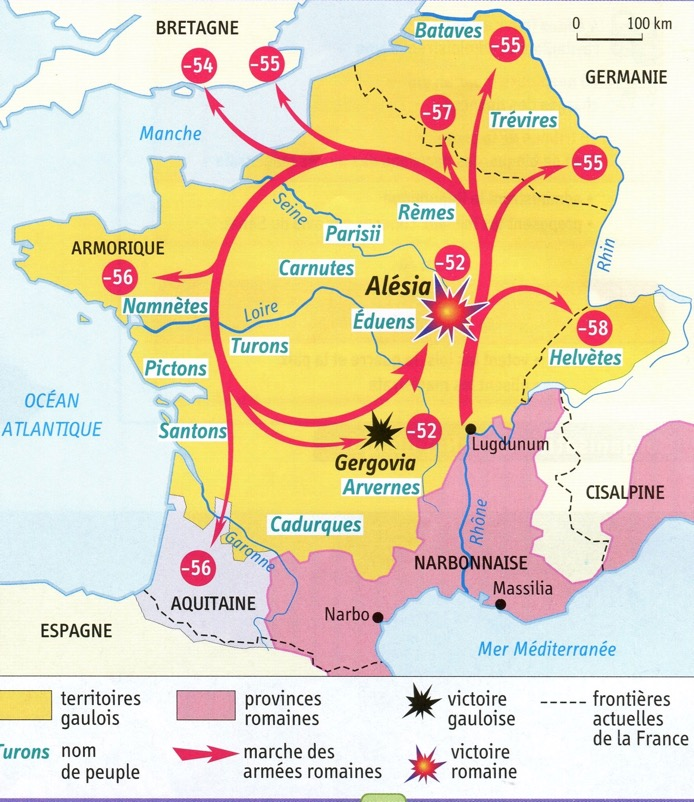 BRETAGNE
-54
-55
Bataves
-55
0 100 km
GERMANIE
Manche
-57
Trévires
-55
Seine
Rèmes
Parisii
Rhin
ARMORIQUE
-56
Carnutes
-52
Alésia
Namnètes
Loire
Éduens
Turons
-58
Helvètes
Pictons
OCÉAN
ATLANTIQUE
Santons
-52
Lugdunum
Gergovia
Arvernes
CISALPINE
Cadurques
Garonne
Rhône
-56
NARBONNAISE
AQUITAINE
Massilia
Narbo
ESPAGNE
Mer Méditerranée
territoires
gaulois
provinces
romaines
victoire
gauloise
frontières
actuelles
de la France
Turons
nom
de peuple
marche des
armées romaines
victoire
romaine